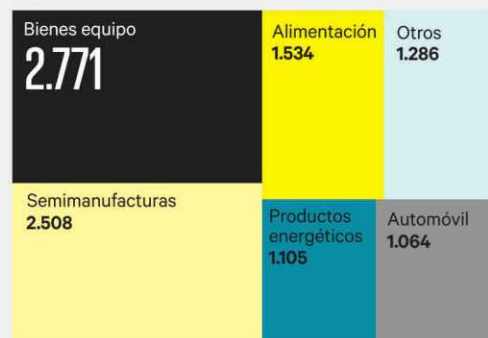 Bienes equipo
2.771
Alimentación
1.534
Otros
1.286
Semimanufacturas
2.508
Productos
energéticos
1.105
Automóvil
1.064